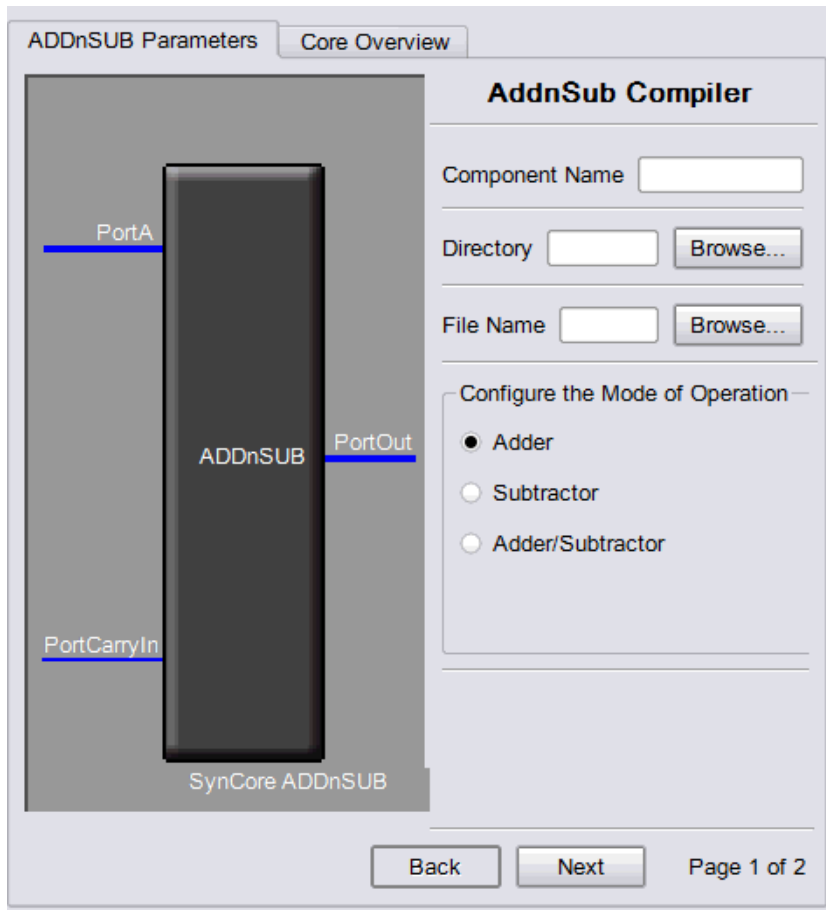 ADDnSUB Parameters
Core Overview
AddnSub Compiler
Component Name
PortA
Directory
Browse...
File Name
Browse...
Configure the Mode of Operation
Adder
ADDnSUB
PortOut
Subtractor
Adder/Subtractor
PortCarryIn
SynCore ADDnSUB
Back
Next
Page 1 of 2